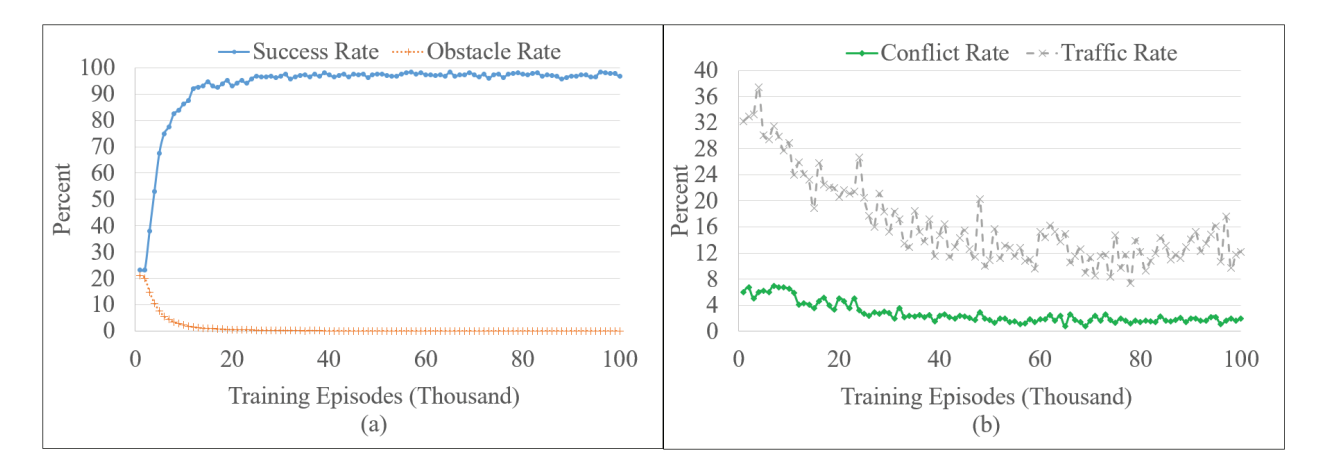 Success Rate Obstacle Rate
100
90
80
70
60
50
40
30
20
10
0
Percent
0 20 40 60 80 100
Training Episodes (Thousand)
(a)
Conflict Rate Traffic Rate
40
36
32
28
24
20
16
12
8
4
0
Percent
0 20 40 60 80 100
Training Episodes (Thousand)
(b)